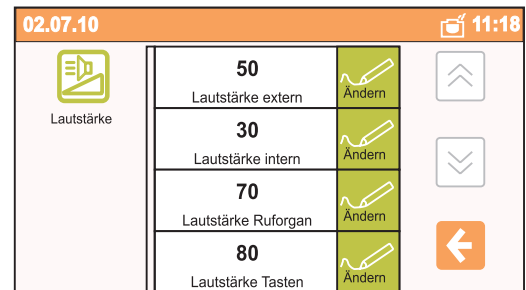 02.07.10
11:18
Lautstärke
50
Lautstärke extern
Ändern
30
Lautstärke intern
Ändern
70
Lautstärke Ruforgan
Ändern
80
Lautstärke Tasten
Ändern